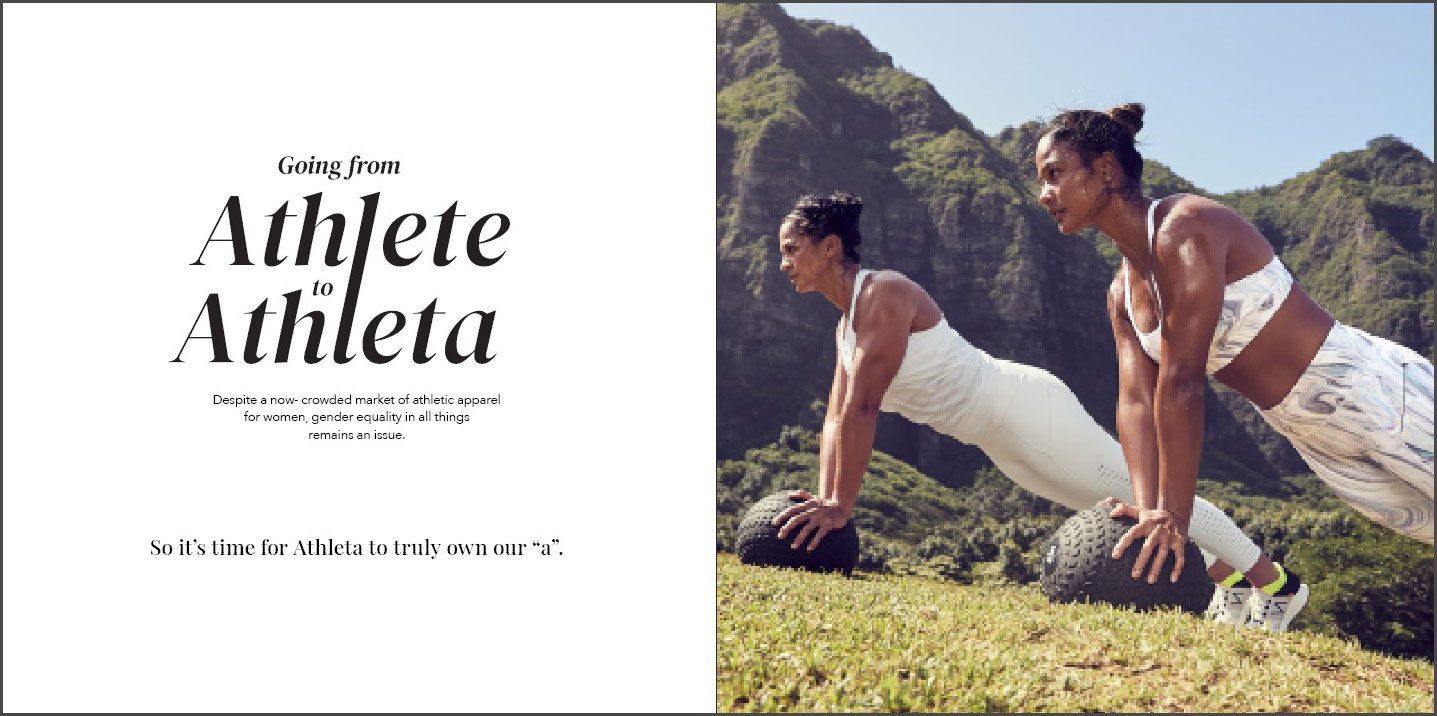 Going from
Athlete
to
Athleta
Despite a now- crowded market of athletic apparel
for women, gender equality in all things
remains an issue.
So it’s time for Athleta to truly own our “a”.